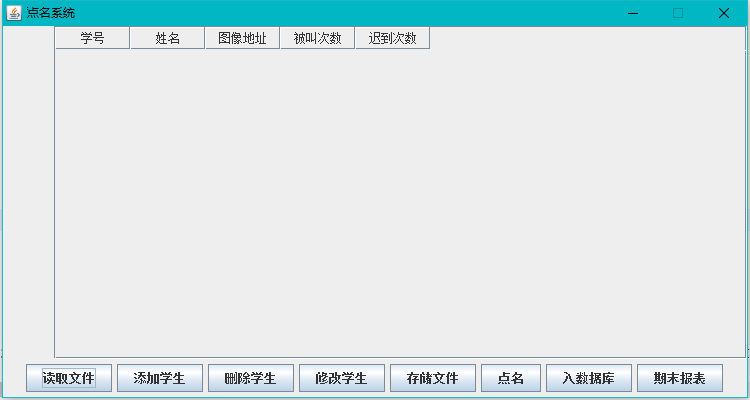 点名系统
学号 姓名 图像地址 被叫次数 迟到次数
读取文件 添加学生 删除学生 修改学生 存储文件 点名 入数据库 期末报表